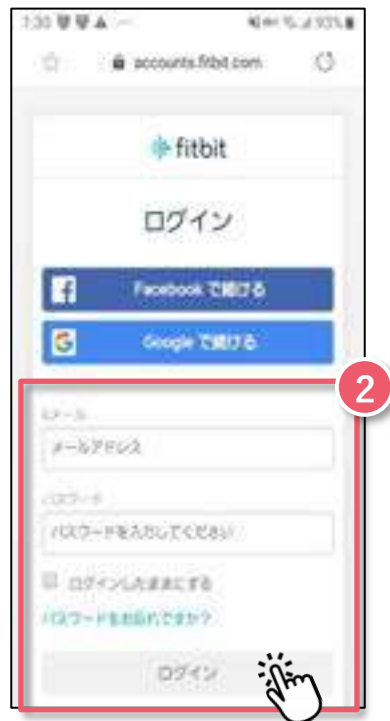 1:30
accounts.fitbit.com
fitbit
ログイン
Facebook で続ける
Google で続ける
2
Eメール
メールアドレス
パスワード
パスワードを入力してください
ログインしたままにする
パスワードをお忘れですか?
ログイン